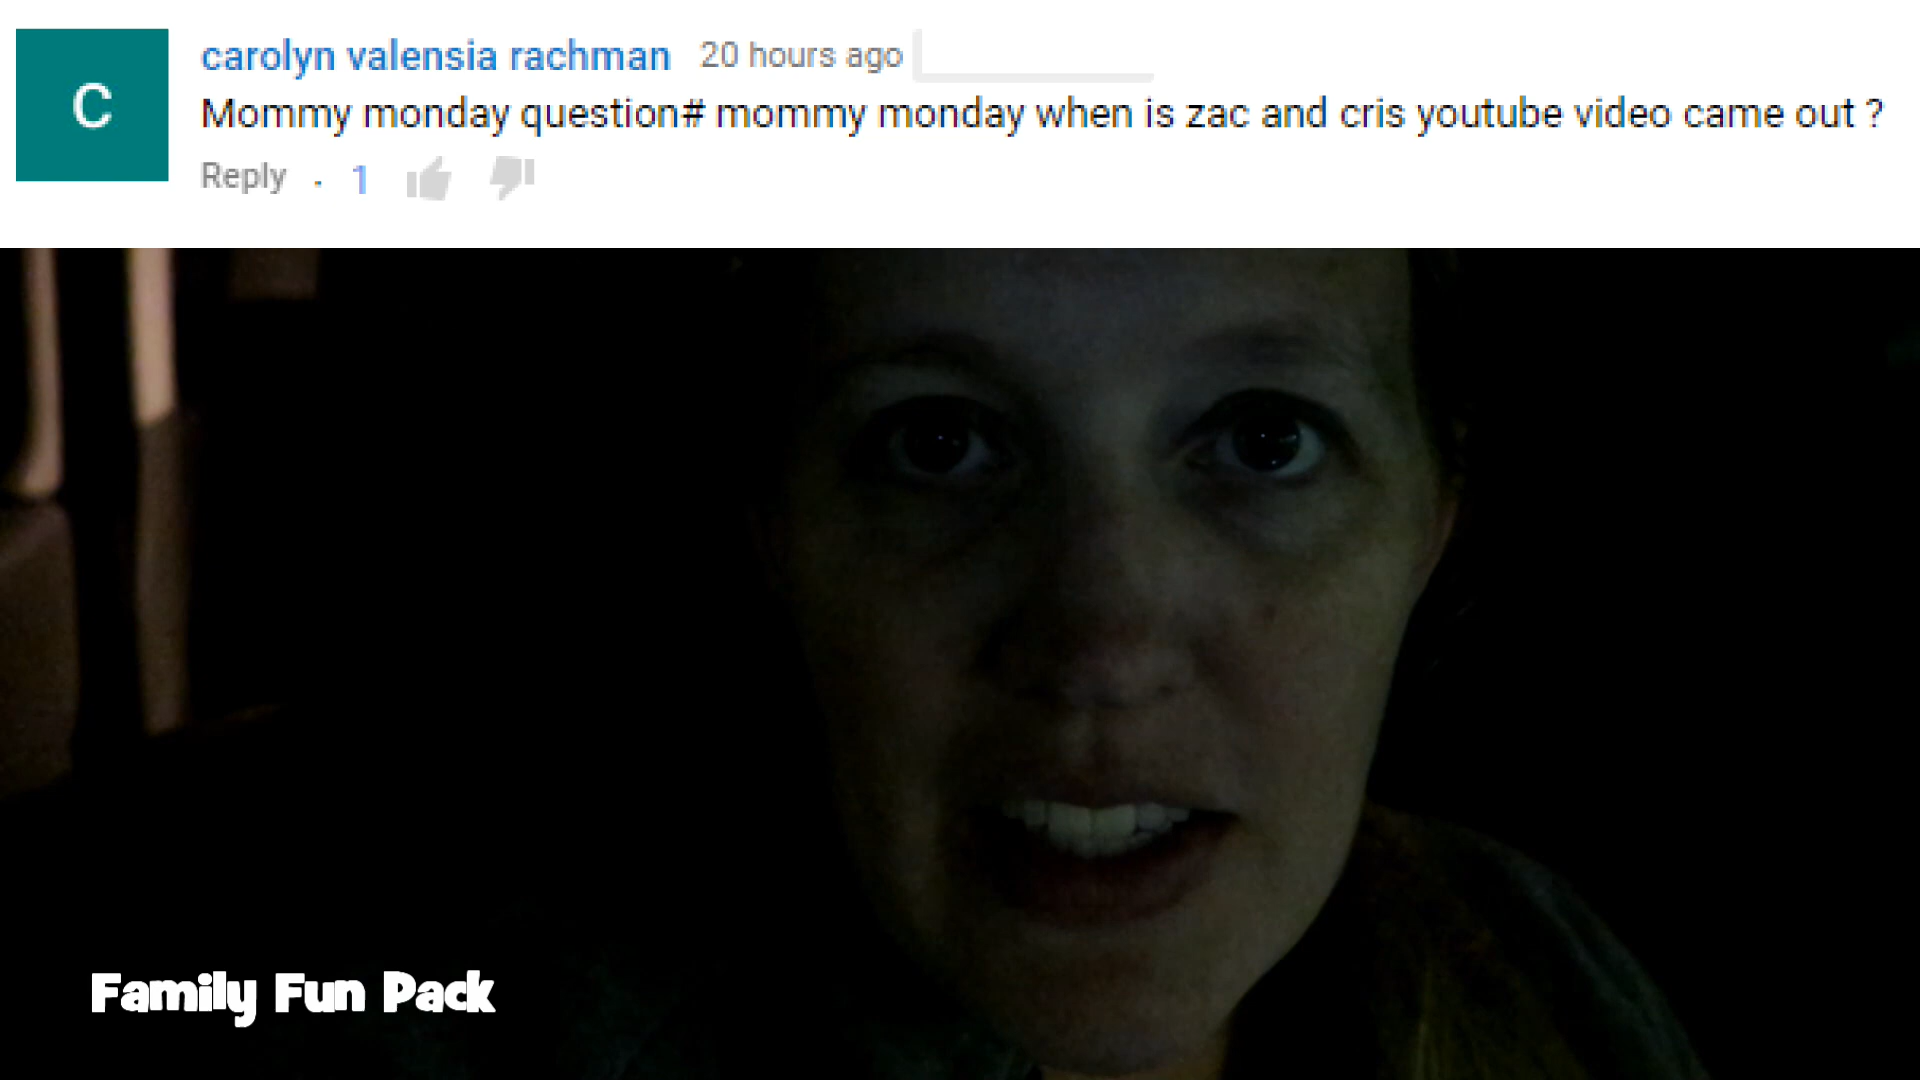 C
carolyn valensia rachman 20 hours ago
Mommy monday question# mommy monday when is zac and cris youtube video came out ?
Reply · 1
Family Fun Pack